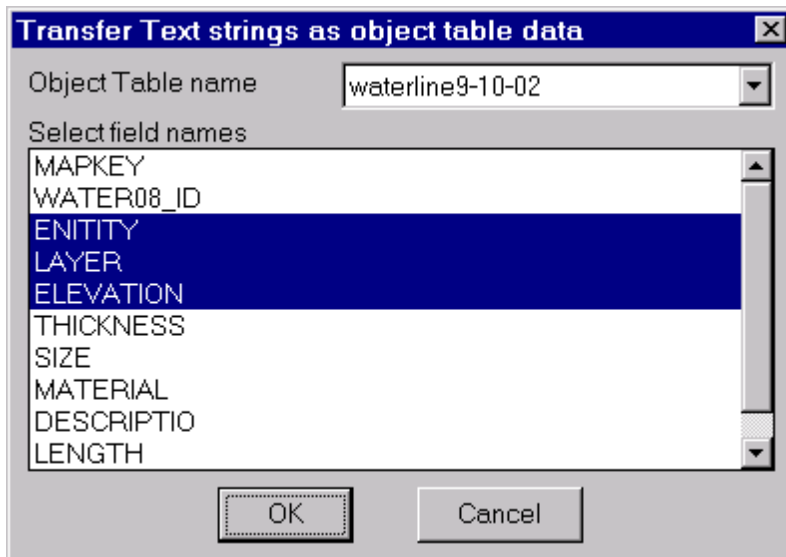 Transfer Text strings as object table data
Object Table name waterline9-10-02
Select field names
MAPKEY
WATER08_ID
ENITITY
LAYER
ELEVATION
THICKNESS
SIZE
MATERIAL
DESCRIPTIO
LENGTH
OK Cancel